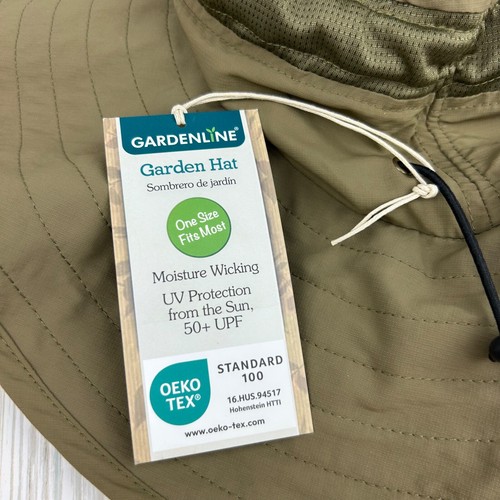 GARDENLINE®
Garden Hat
Sombrero de jardín
One Size
Fits Most
Moisture Wicking
UV Protection
from the Sun,
50+ UPF
OEKO
TEX®
STANDARD
100
16.HUS.94517
Hohenstein HTTI
www.oeko-tex.com